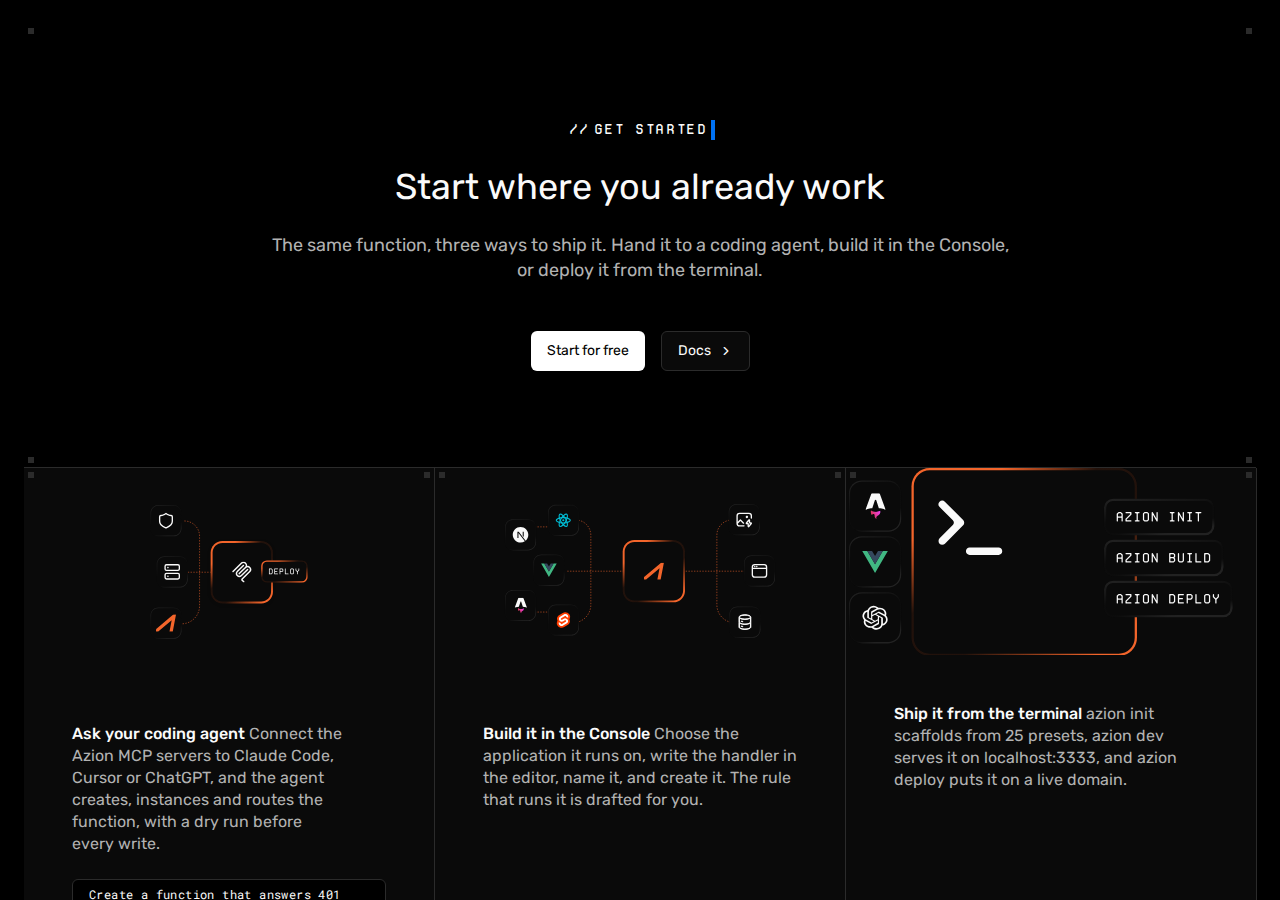 // GET STARTED
Start where you already work
The same function, three ways to ship it. Hand it to a coding agent, build it in the Console,
or deploy it from the terminal.
Start for free
Docs
DEPLOY
AZION INIT
AZION BUILD
AZION DEPLOY
Ask your coding agent Connect the
Azion MCP servers to Claude Code,
Cursor or ChatGPT, and the agent
creates, instances and routes the
function, with a dry run before
every write.
Create a function that answers 401
Build it in the Console Choose the
application it runs on, write the handler in
the editor, name it, and create it. The rule
that runs it is drafted for you.
Ship it from the terminal azion init
scaffolds from 25 presets, azion dev
serves it on localhost:3333, and azion
deploy puts it on a live domain.